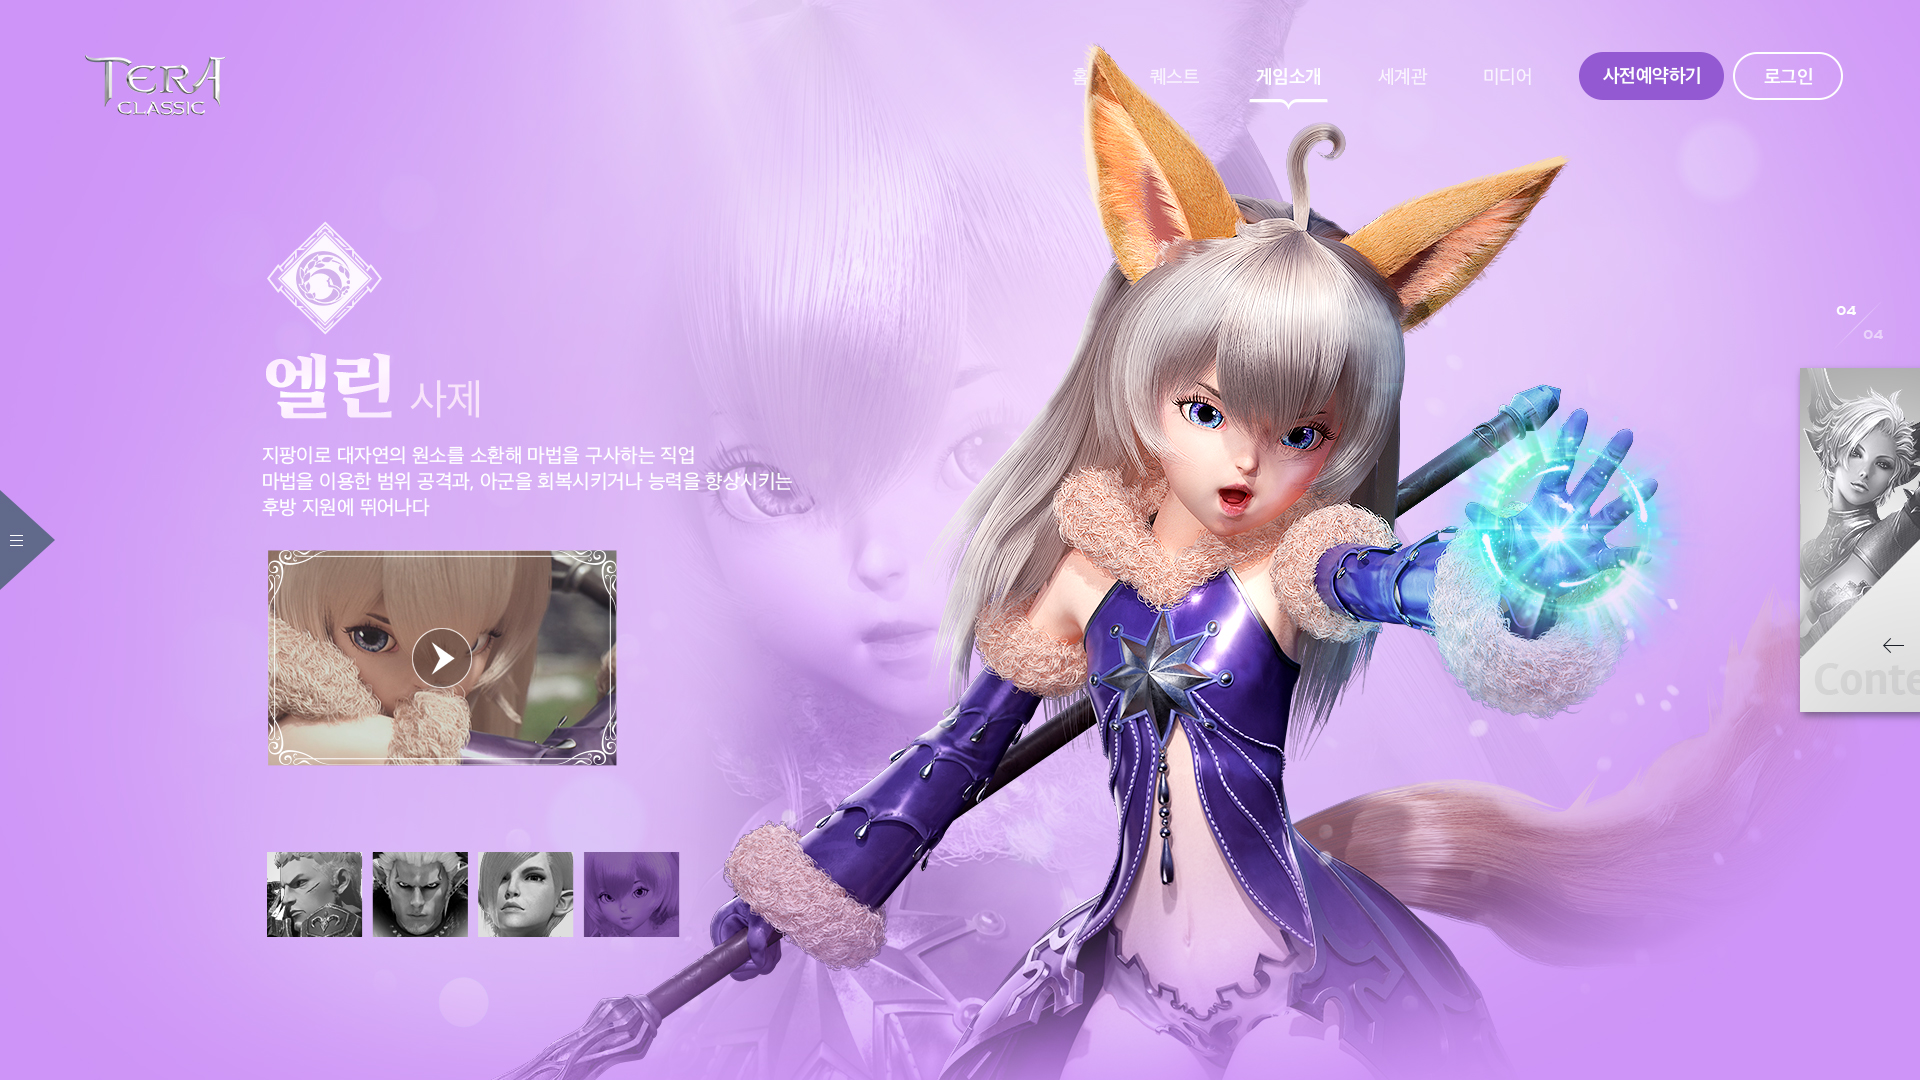 TERA
CLASSIC
홈
퀘스트
게임소개
세계관
미디어
사전예약하기
로그인
04
04
엘린 사제
지팡이로 대자연의 원소를 소환해 마법을 구사하는 직업
마법을 이용한 범위 공격과, 아군을 회복시키거나 능력을 향상시키는
후방 지원에 뛰어나다
Conte